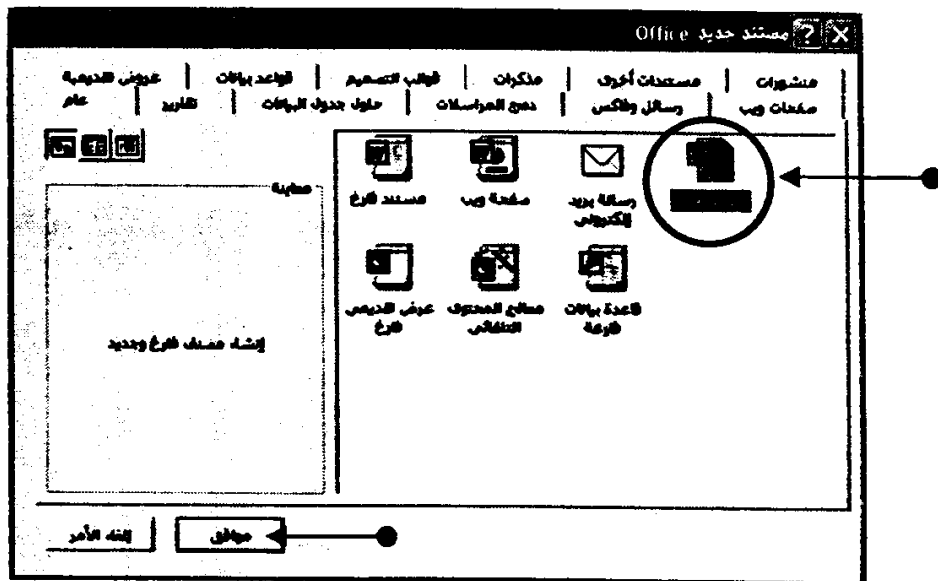 مستند حديد Office
منشورات
مستندات أخرى
مذكرات
قوالب التصميم
قواعد بيانات
عروض تقديمية
صفحات ويب
رسائل وفاكس
دمج المراسلات
حلول جدول البيانات
تقارير
عام
رسالة بريد
إلكتروني
صفحة ويب
مستند فارغ
قاعدة بيانات
فارغة
معالج المحتوى
التلقائي
عرض تقديمي
فارغ
معاينة
إنشاء مصنف فارغ وجديد
موافق
إلغاء الأمر